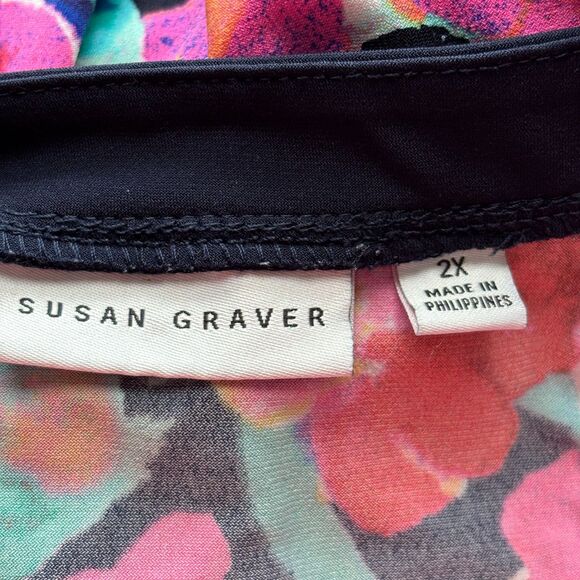 SUSAN GRAVER
2X
MADE IN
PHILIPPINES